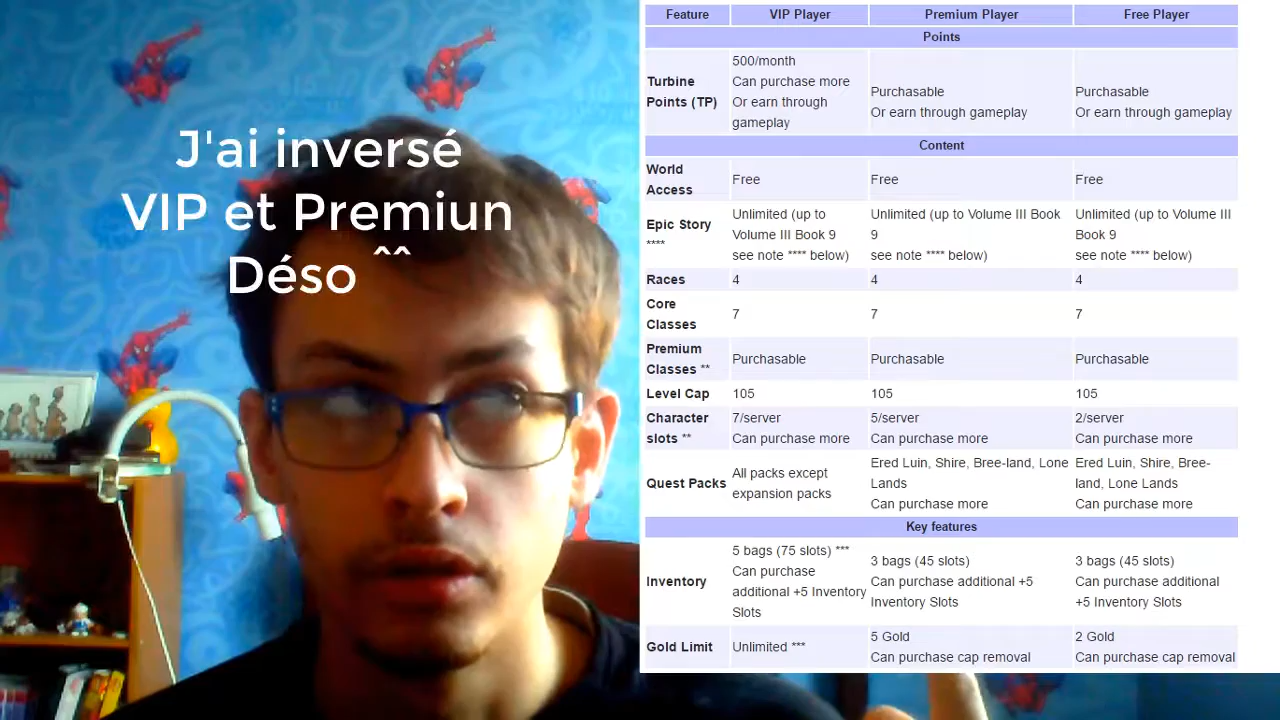 J'ai inversé
VIP et Premiun
Déso ^^
Feature VIP Player Premium Player Free Player
Points
Turbine Points (TP)
500/month
Can purchase more
Or earn through
gameplay
Purchasable
Or earn through gameplay
Purchasable
Or earn through gameplay
Content
World
Access
Free
Free
Free
Epic Story
****
Unlimited (up to
Volume III Book 9
see note **** below)
Unlimited (up to Volume III Book
9
see note **** below)
Unlimited (up to Volume III
Book 9
see note **** below)
Races 4 4 4
Core
Classes
7
7
7
Premium
Classes **
Purchasable
Purchasable
Purchasable
Level Cap 105 105 105
Character
slots **
7/server
Can purchase more
5/server
Can purchase more
2/server
Can purchase more
Quest Packs
All packs except
expansion packs
Ered Luin, Shire, Bree-land, Lone
Lands
Can purchase more
Ered Luin, Shire, Bree-
land, Lone Lands
Can purchase more
Key features
Inventory
5 bags (75 slots) ***
Can purchase
additional +5 Inventory
Slots
3 bags (45 slots)
Can purchase additional +5
Inventory Slots
3 bags (45 slots)
Can purchase additional
+5 Inventory Slots
Gold Limit
Unlimited ***
5 Gold
Can purchase cap removal
2 Gold
Can purchase cap removal